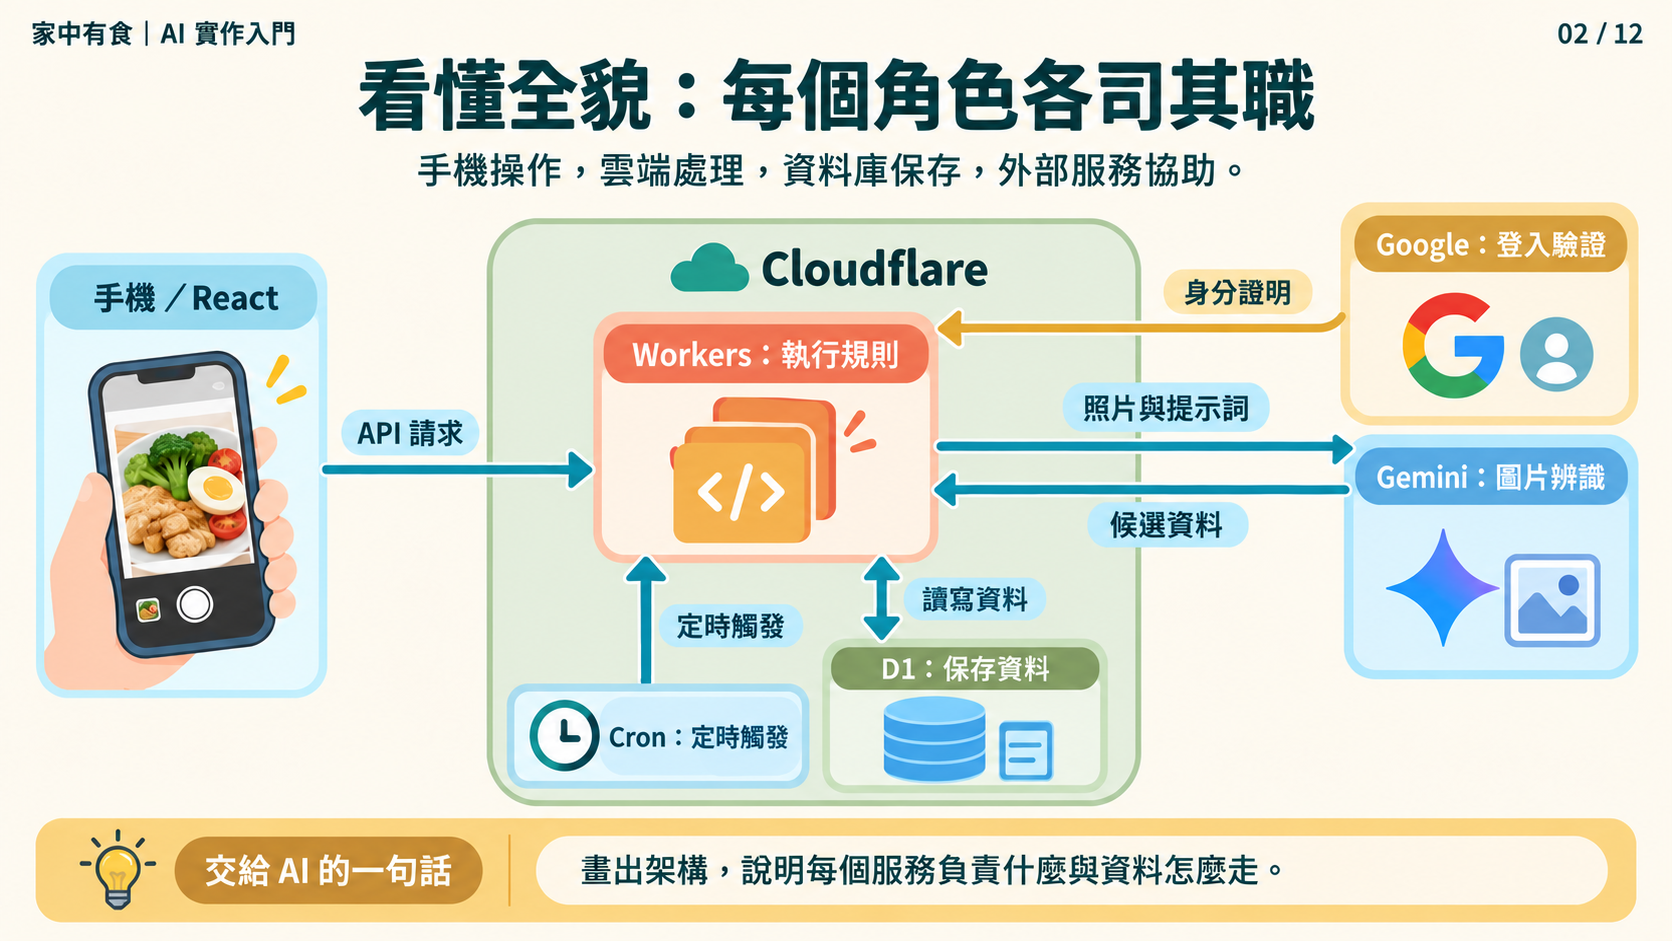 家中有食｜AI 實作入門
02 / 12
看懂全貌：每個角色各司其職
手機操作，雲端處理，資料庫保存，外部服務協助。
手機／React
API 請求
Cloudflare
Workers：執行規則
</>
定時觸發
讀寫資料
Cron：定時觸發
D1：保存資料
身分證明
照片與提示詞
候選資料
Google：登入驗證
Gemini：圖片辨識
交給 AI 的一句話
畫出架構，說明每個服務負責什麼與資料怎麼走。